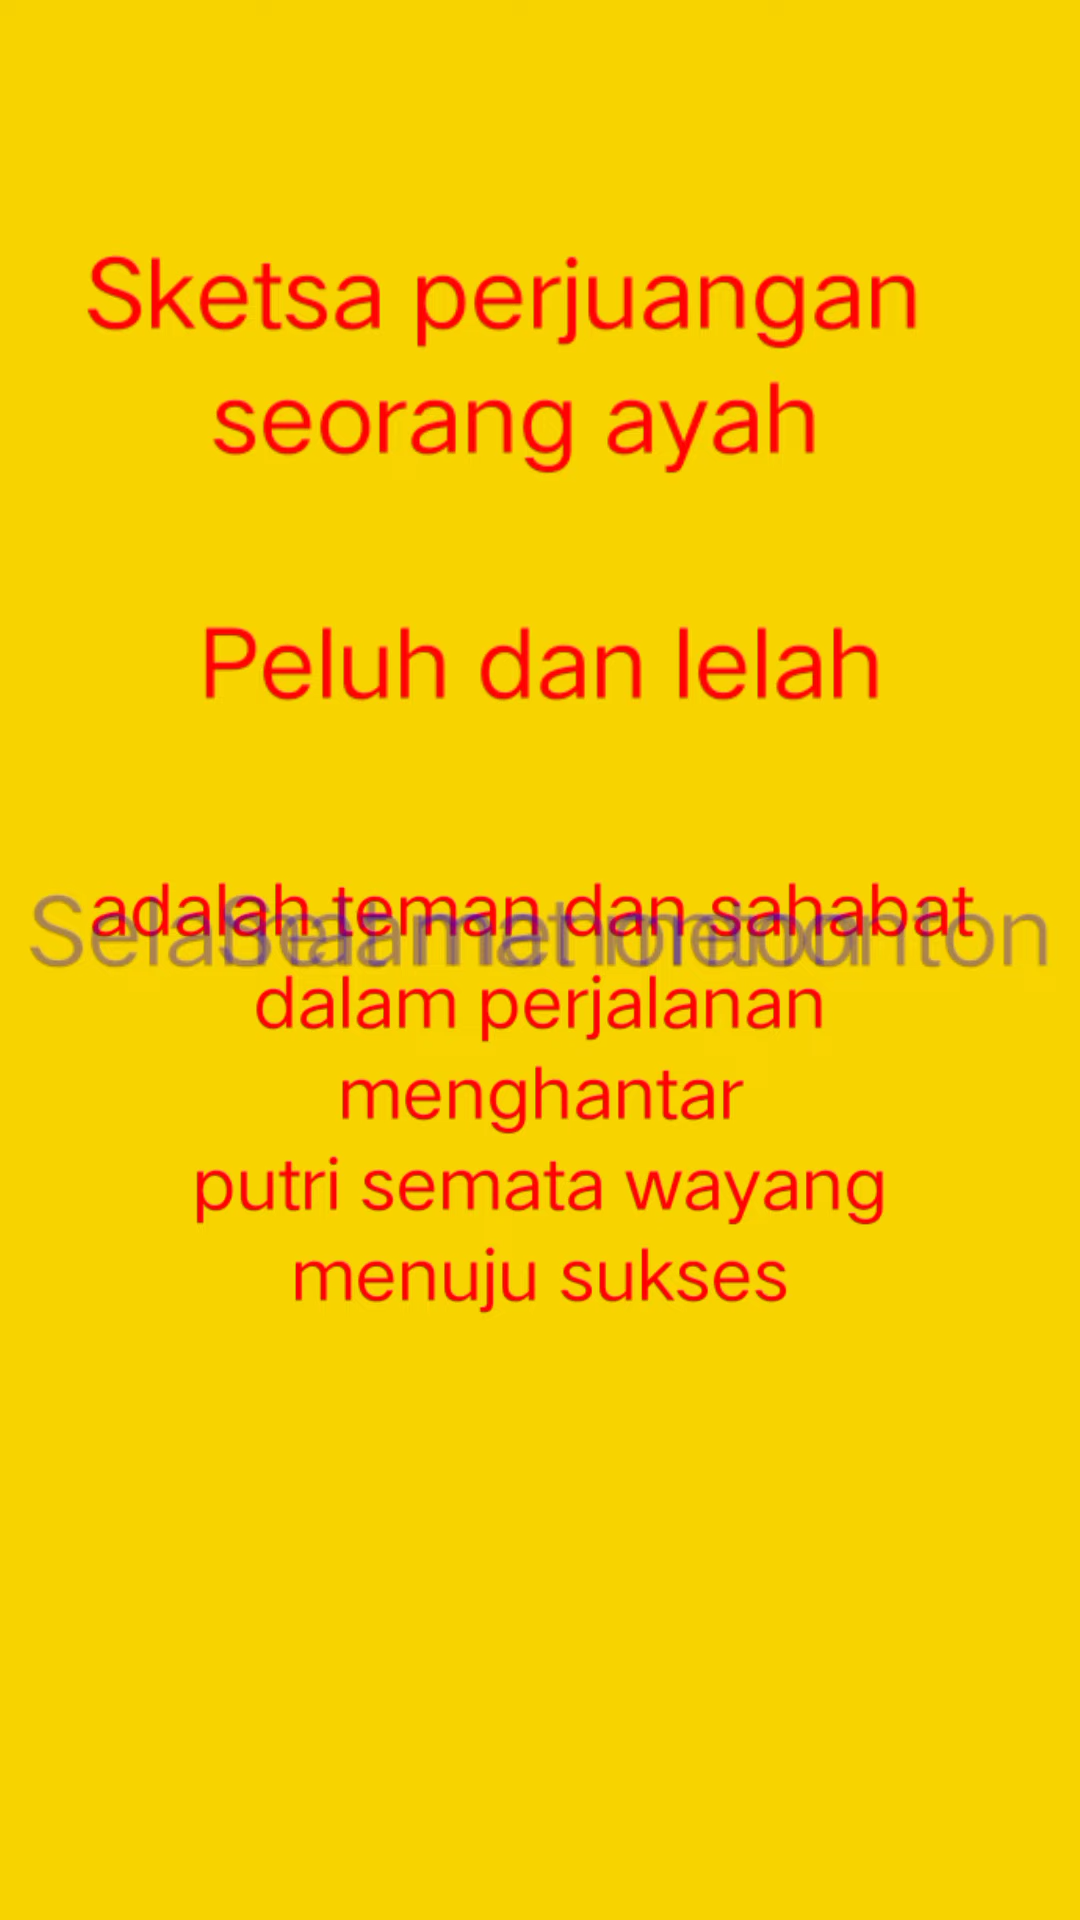 Sketsa perjuangan
seorang ayah
Peluh dan lelah
adalah teman dan sahabat
dalam perjalanan
menghantar
putri semata wayang
menuju sukses